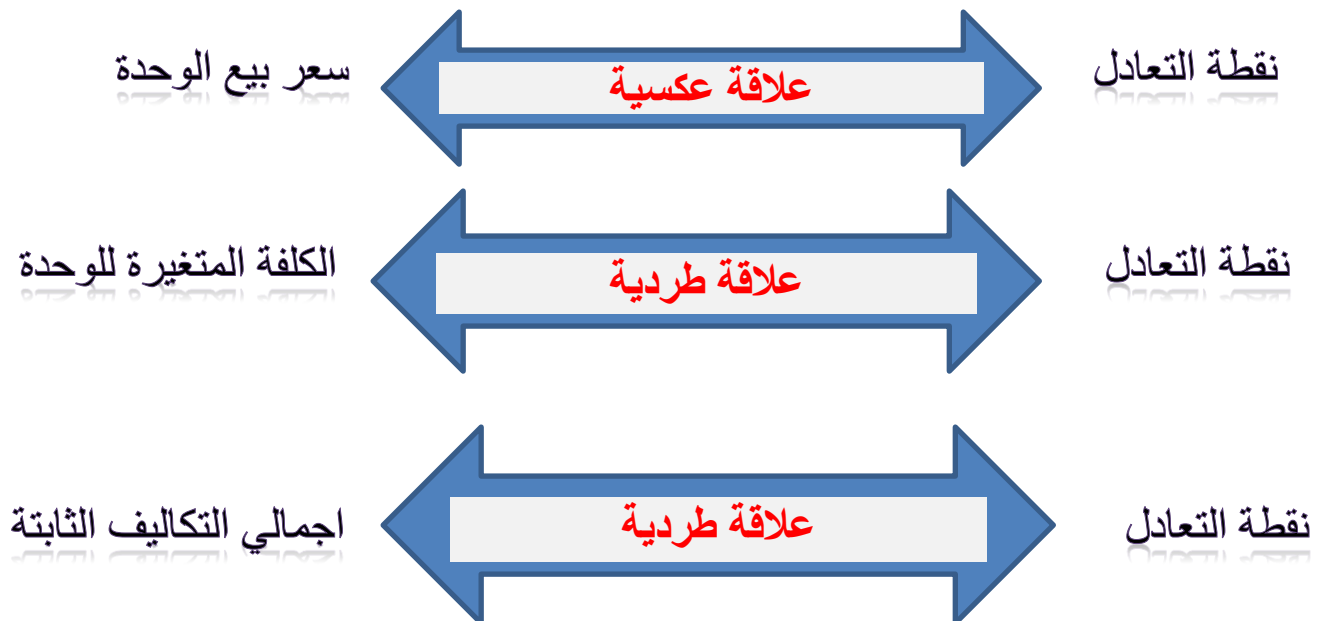 نقطة التعادل
علاقة عكسية
سعر بيع الوحدة
نقطة التعادل
علاقة طردية
الكلفة المتغيرة للوحدة
نقطة التعادل
علاقة طردية
اجمالي التكاليف الثابتة